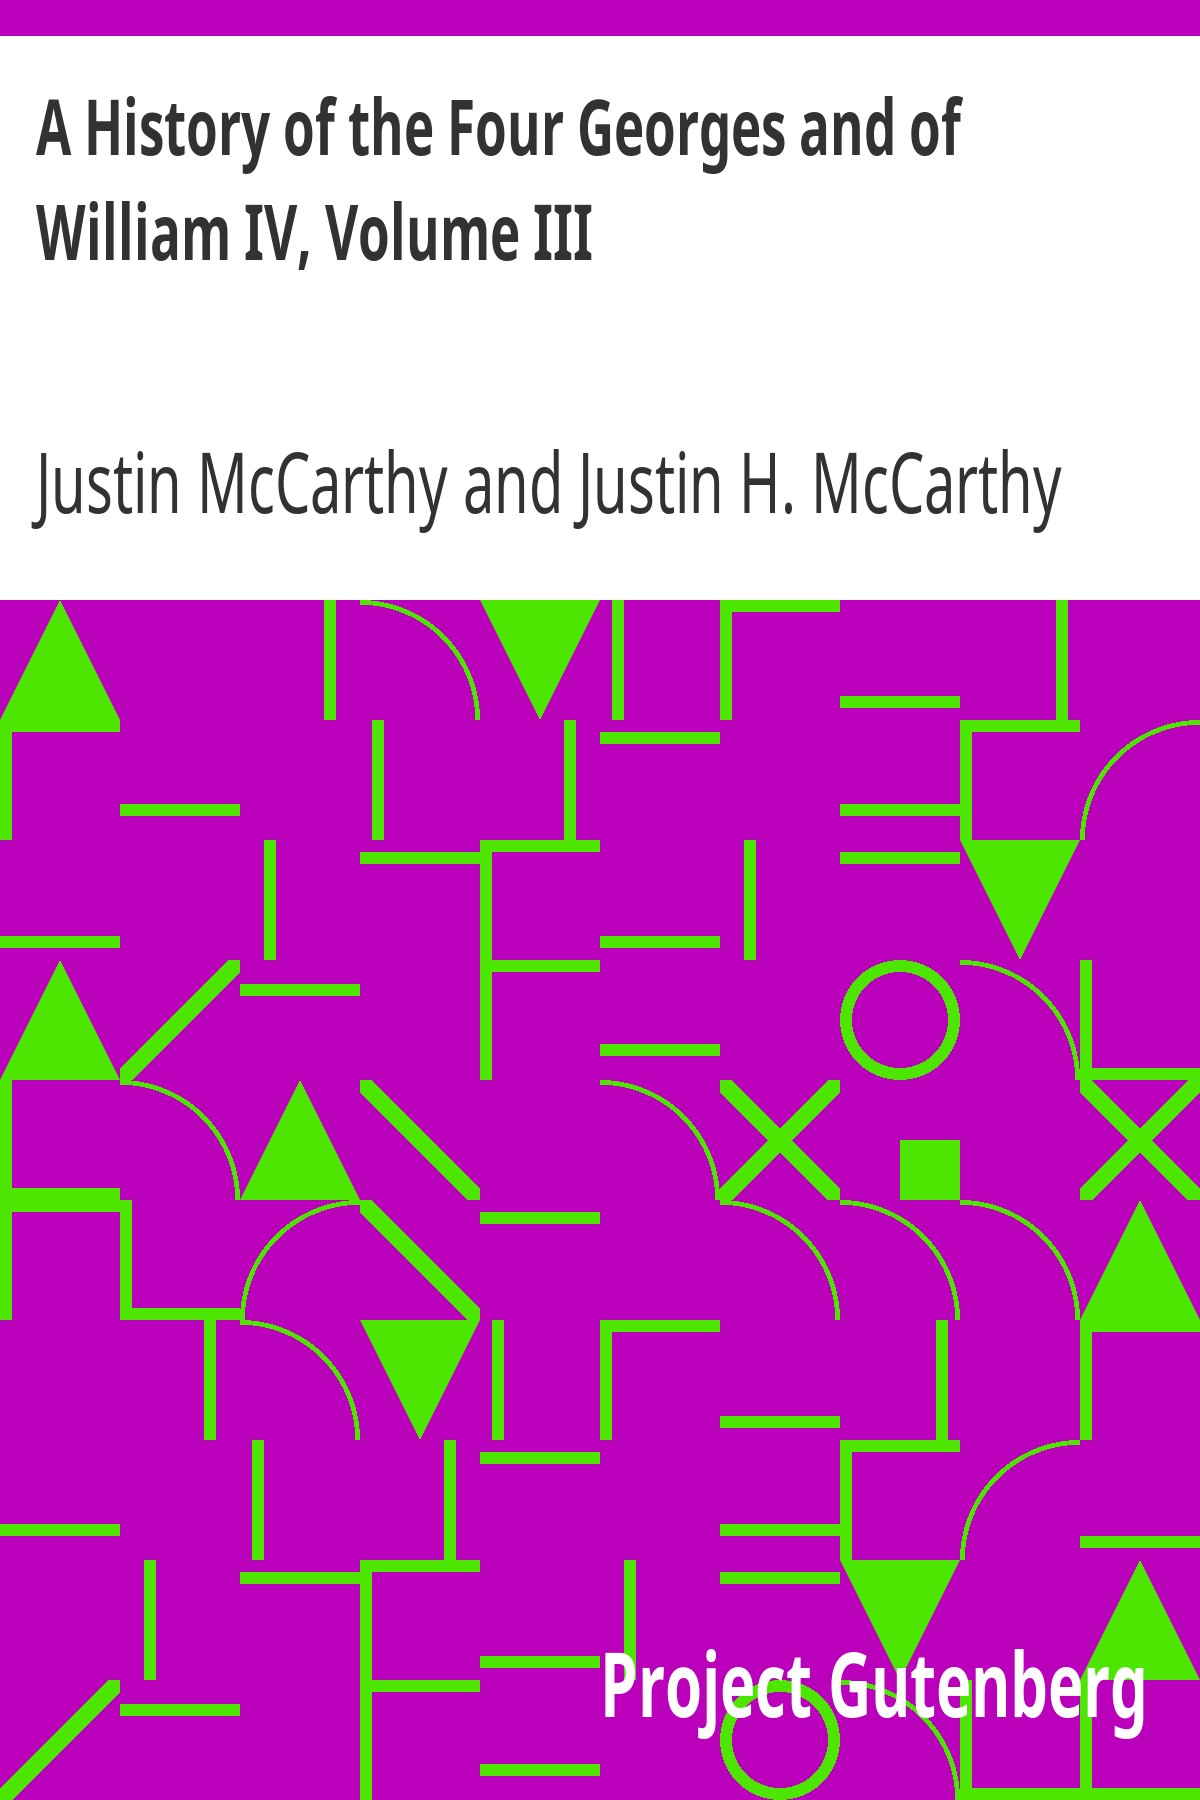 A History of the Four Georges and of
William IV, Volume III
Justin McCarthy and Justin H. McCarthy
Project Gutenberg